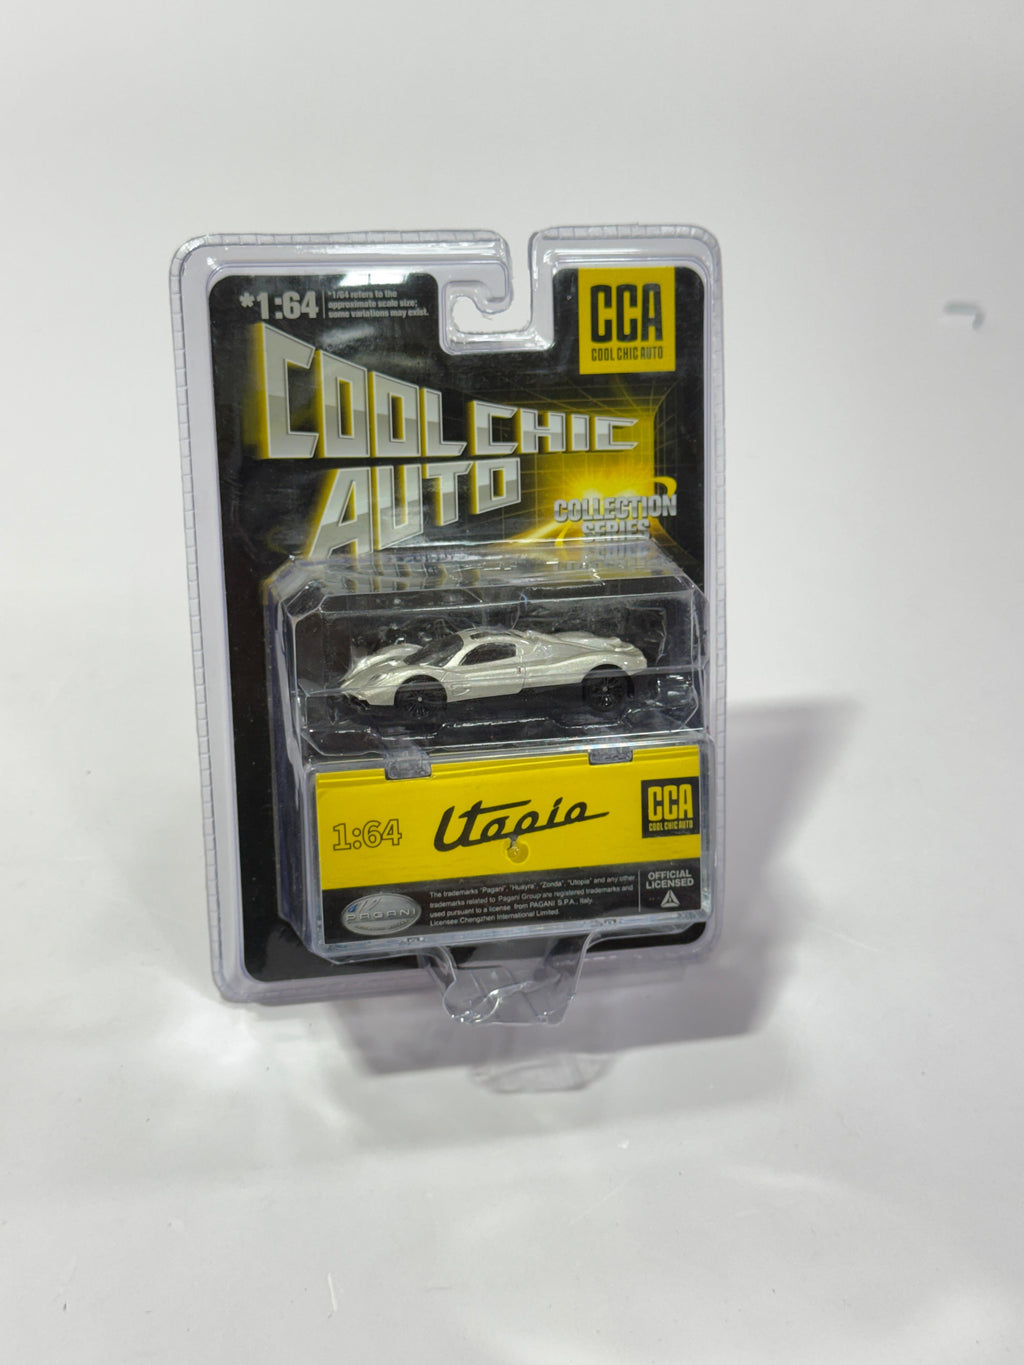 *1:64
*1/64 refers to the
approximate scale size;
some variations may exist.
CCA
COOL CHIC AUTO
COOL CHIC
AUTO
COLLECTION
SERIES
1:64
Utopia
CCA
COOL CHIC AUTO
PAGANI
The trademarks "Pagani", "Huayra", "Zonda", "Utopia" and any other
trademarks related to Pagani Group are registered trademarks and
used pursuant to a license from PAGANI S.P.A., Italy.
Licensee Chengzhen International Limited.
OFFICIAL
LICENSED